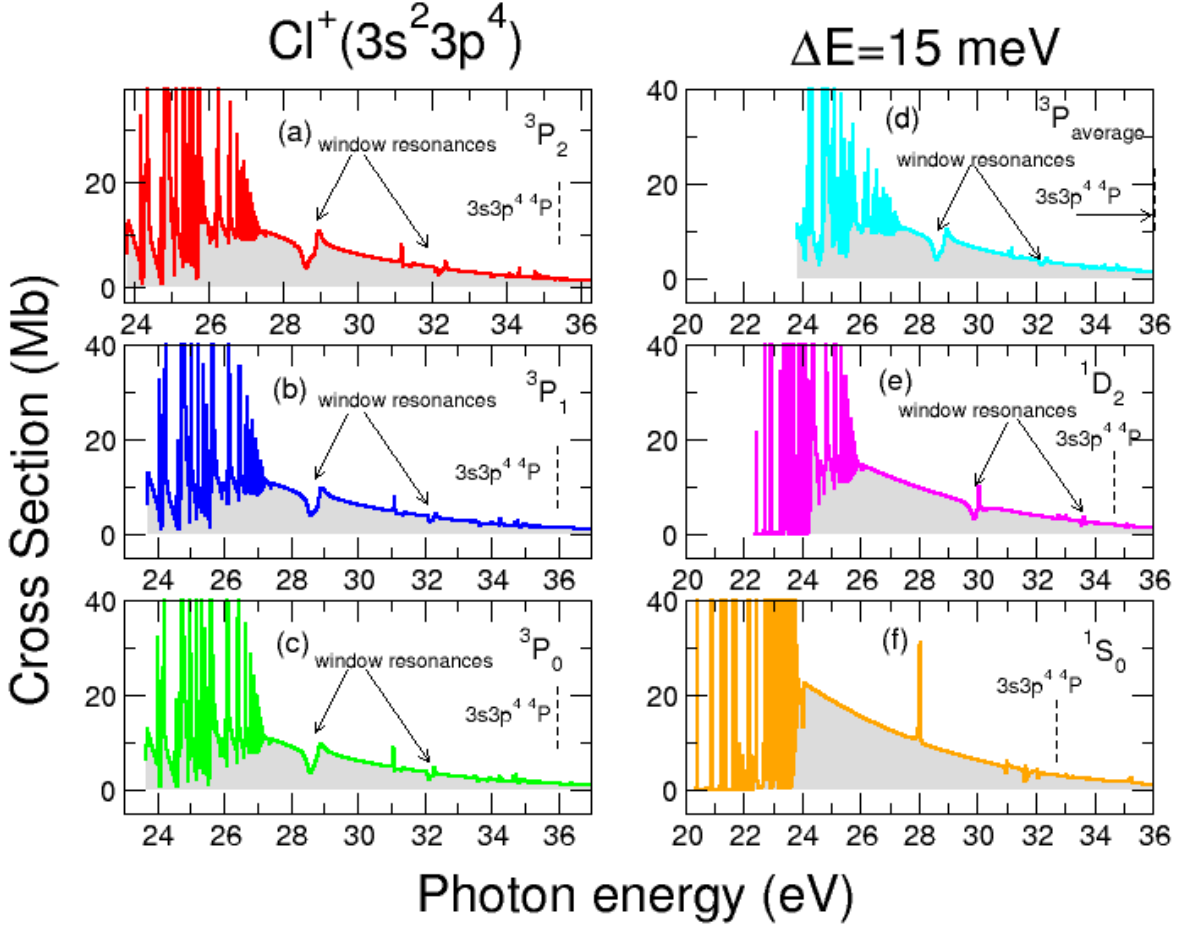 Cl⁺(3s²3p⁴)
ΔE=15 meV
Cross Section (Mb)
(a)
³P₂
window resonances
3s3p⁴ ⁴P
20
0
24 26 28 30 32 34 36
40
20
0
(b)
³P₁
window resonances
3s3p⁴ ⁴P
24 26 28 30 32 34 36
40
20
0
(c)
³P₀
window resonances
3s3p⁴ ⁴P
24 26 28 30 32 34 36
40
20
0
(d)
³Paverage
window resonances
3s3p⁴ ⁴P
20 22 24 26 28 30 32 34 36
40
20
0
(e)
¹D₂
window resonances
3s3p⁴ ⁴P
20 22 24 26 28 30 32 34 36
40
20
0
(f)
¹S₀
3s3p⁴ ⁴P
20 22 24 26 28 30 32 34 36
Photon energy (eV)